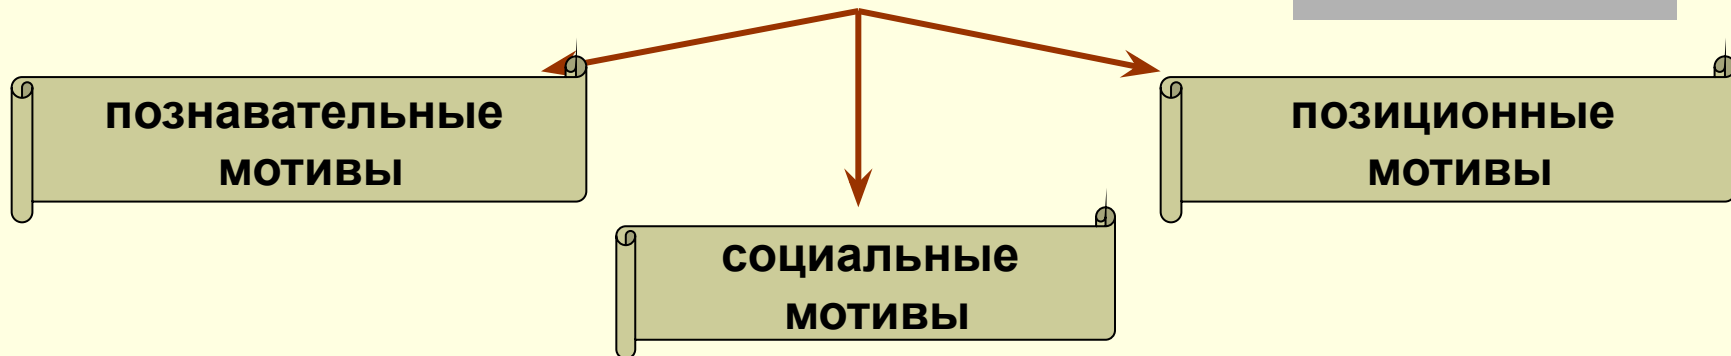 познавательные
мотивы
социальные
мотивы
позиционные
мотивы